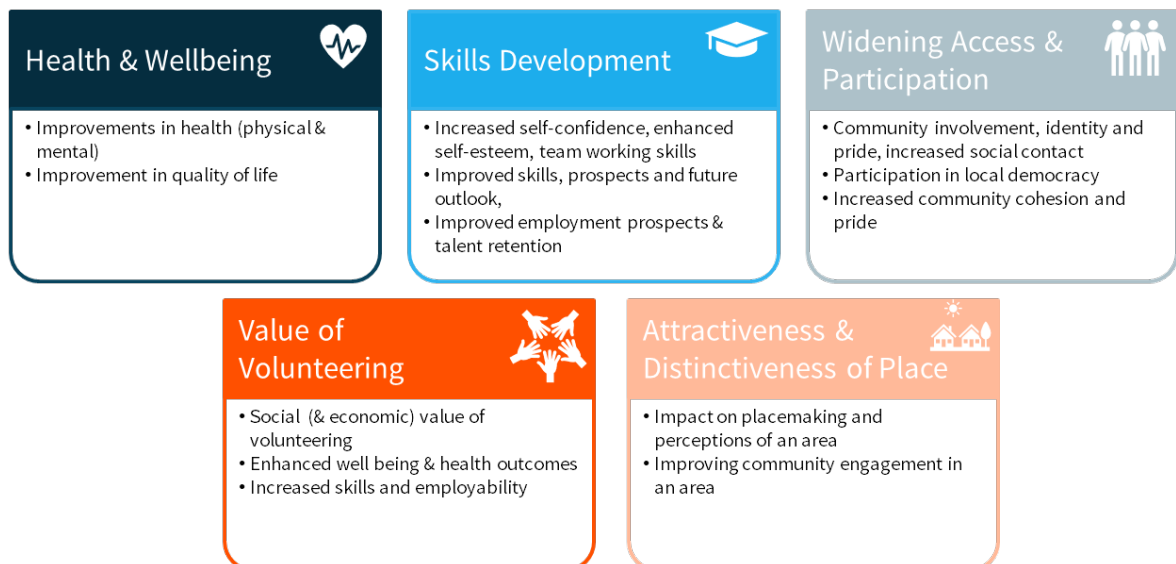 Health & Wellbeing
• Improvements in health (physical &
mental)
• Improvement in quality of life
Skills Development
• Increased self-confidence, enhanced
self-esteem, team working skills
• Improved skills, prospects and future
outlook,
• Improved employment prospects &
talent retention
Widening Access &
Participation
• Community involvement, identity and
pride, increased social contact
• Participation in local democracy
• Increased community cohesion and
pride
Value of
Volunteering
• Social (& economic) value of
volunteering
• Enhanced well being & health outcomes
• Increased skills and employability
Attractiveness &
Distinctiveness of Place
• Impact on placemaking and
perceptions of an area
• Improving community engagement in
an area